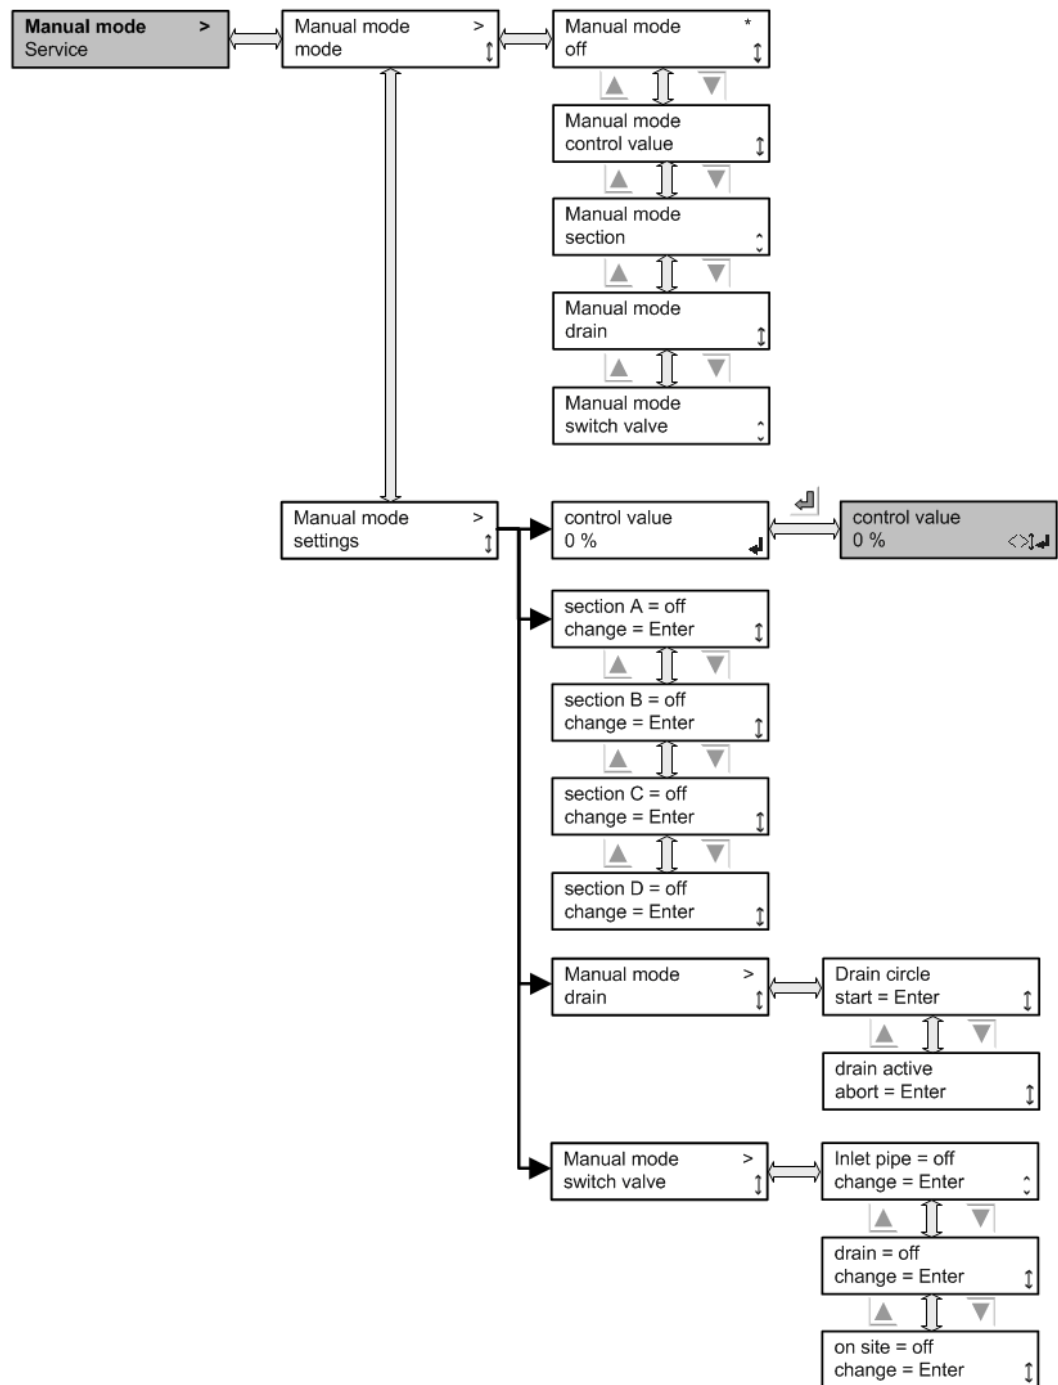 Manual mode >
Service
Manual mode >
mode
Manual mode *
off
Manual mode
control value
Manual mode
section
Manual mode
drain
Manual mode
switch valve
Manual mode >
settings
control value
0 %
control value
0 % <>
section A = off
change = Enter
section B = off
change = Enter
section C = off
change = Enter
section D = off
change = Enter
Manual mode >
drain
Drain circle
start = Enter
drain active
abort = Enter
Manual mode >
switch valve
Inlet pipe = off
change = Enter
drain = off
change = Enter
on site = off
change = Enter